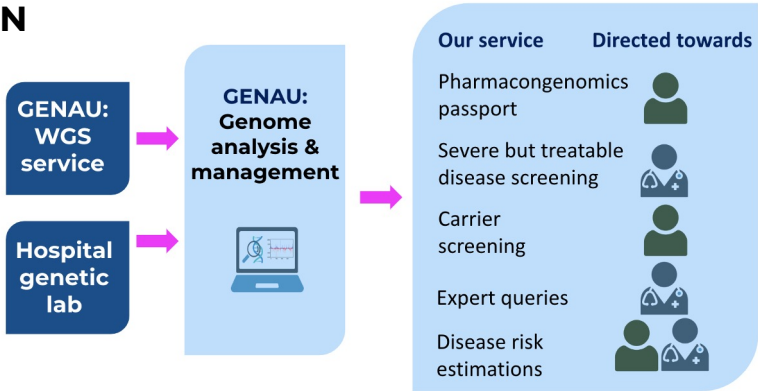 N
GENAU:
WGS
service
Hospital
genetic
lab
GENAU:
Genome
analysis &
management
Our service
Directed towards
Pharmacongenomics
passport
Severe but treatable
disease screening
Carrier
screening
Expert queries
Disease risk
estimations